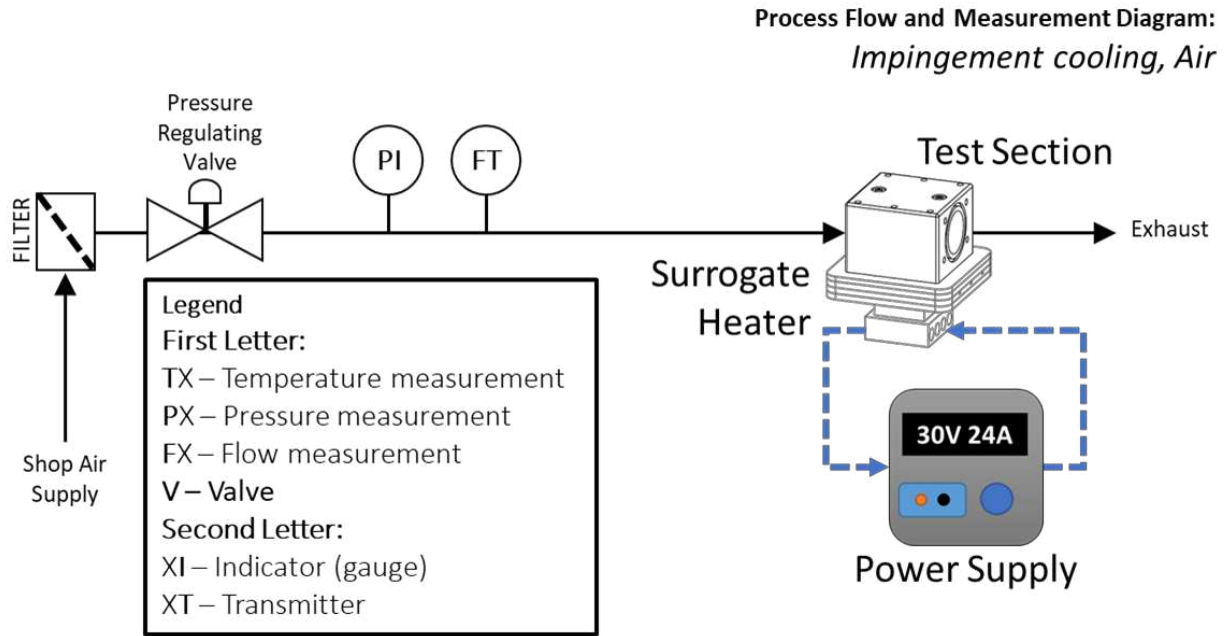 Process Flow and Measurement Diagram:
Impingement cooling, Air
Pressure
Regulating
Valve
PI
FT
Test Section
FILTER
Exhaust
Surrogate
Heater
Legend
First Letter:
TX – Temperature measurement
PX – Pressure measurement
FX – Flow measurement
V – Valve
Second Letter:
XI – Indicator (gauge)
XT – Transmitter
Shop Air
Supply
30V 24A
Power Supply